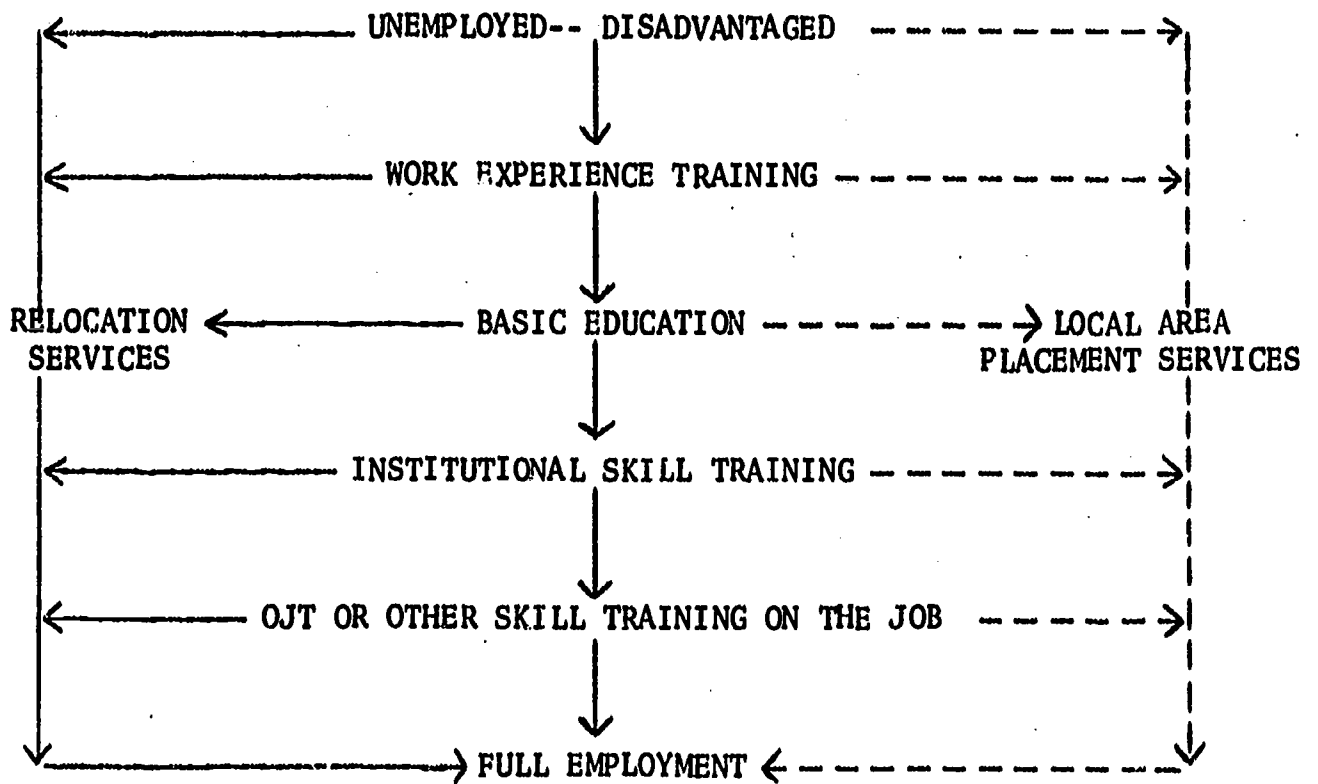 UNEMPLOYED-- DISADVANTAGED
WORK EXPERIENCE TRAINING
RELOCATION SERVICES
BASIC EDUCATION
LOCAL AREA
PLACEMENT SERVICES
INSTITUTIONAL SKILL TRAINING
OJT OR OTHER SKILL TRAINING ON THE JOB
FULL EMPLOYMENT